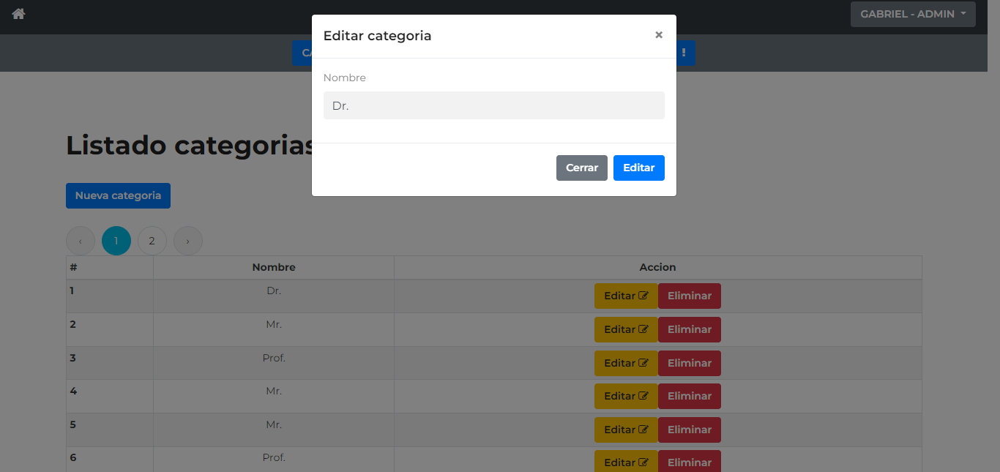 GABRIEL - ADMIN
Editar categoria ×
Nombre
Dr.
Cerrar Editar
Listado categorias
Nueva categoria
‹ 1 2 ›
# Nombre Accion
1 Dr. Editar Eliminar
2 Mr. Editar Eliminar
3 Prof. Editar Eliminar
4 Mr. Editar Eliminar
5 Mr. Editar Eliminar
6 Prof. Editar Eliminar